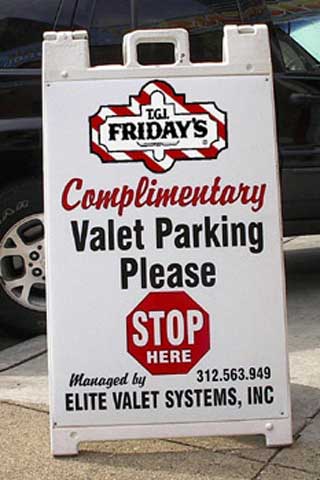 T.G.I.
FRIDAY'S
Complimentary
Valet Parking
Please
STOP
HERE
Managed by 312.563.949
ELITE VALET SYSTEMS, INC